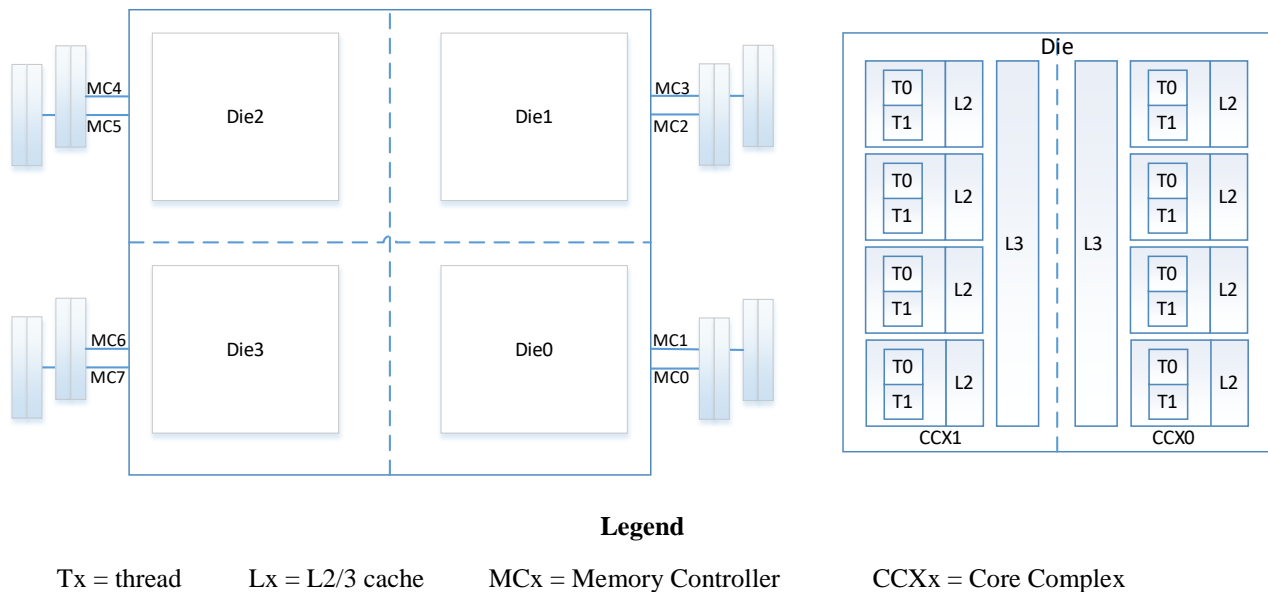 MC4
MC5
Die2
Die1
MC3
MC2
MC6
MC7
Die3
Die0
MC1
MC0
Die
T0
T1
L2
T0
T1
L2
T0
T1
L2
T0
T1
L2
L3
CCX1
L3
T0
T1
L2
T0
T1
L2
T0
T1
L2
T0
T1
L2
CCX0
Legend
Tx = thread Lx = L2/3 cache MCx = Memory Controller CCXx = Core Complex